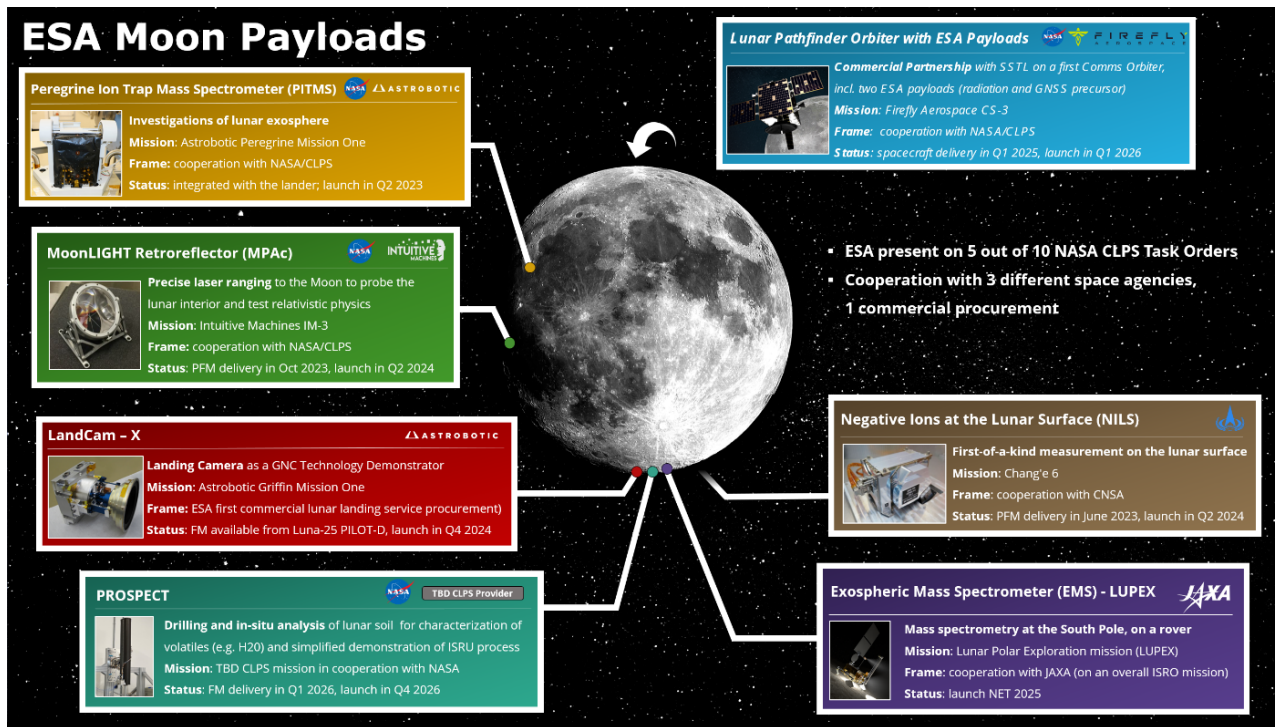 ESA Moon Payloads
Peregrine Ion Trap Mass Spectrometer (PITMS) NASA ASTROBOTIC
Investigations of lunar exosphere
Mission: Astrobotic Peregrine Mission One
Frame: cooperation with NASA/CLPS
Status: integrated with the lander; launch in Q2 2023
Lunar Pathfinder Orbiter with ESA Payloads NASA FIREFLY
AEROSPACE
Commercial Partnership with SSTL on a first Comms Orbiter,
incl. two ESA payloads (radiation and GNSS precursor)
Mission: Firefly Aerospace CS-3
Frame: cooperation with NASA/CLPS
Status: spacecraft delivery in Q1 2025, launch in Q1 2026
MoonLIGHT Retroreflector (MPAc) NASA INTUITIVE
MACHINES
Precise laser ranging to the Moon to probe the
lunar interior and test relativistic physics
Mission: Intuitive Machines IM-3
Frame: cooperation with NASA/CLPS
Status: PFM delivery in Oct 2023, launch in Q2 2024
▪ ESA present on 5 out of 10 NASA CLPS Task Orders
▪ Cooperation with 3 different space agencies,
1 commercial procurement
LandCam – X ASTROBOTIC
Landing Camera as a GNC Technology Demonstrator
Mission: Astrobotic Griffin Mission One
Frame: ESA first commercial lunar landing service procurement)
Status: FM available from Luna-25 PILOT-D, launch in Q4 2024
Negative Ions at the Lunar Surface (NILS)
First-of-a-kind measurement on the lunar surface
Mission: Chang'e 6
Frame: cooperation with CNSA
Status: PFM delivery in June 2023, launch in Q2 2024
PROSPECT NASA TBD CLPS Provider
Drilling and in-situ analysis of lunar soil for characterization of
volatiles (e.g. H20) and simplified demonstration of ISRU process
Mission: TBD CLPS mission in cooperation with NASA
Status: FM delivery in Q1 2026, launch in Q4 2026
Exospheric Mass Spectrometer (EMS) - LUPEX JAXA
Mass spectrometry at the South Pole, on a rover
Mission: Lunar Polar Exploration mission (LUPEX)
Frame: cooperation with JAXA (on an overall ISRO mission)
Status: launch NET 2025